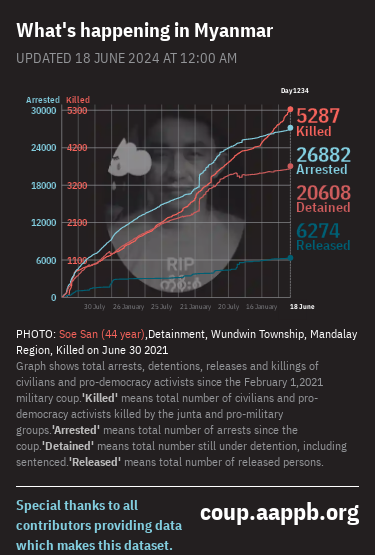 What's happening in Myanmar
UPDATED 18 JUNE 2024 AT 12:00 AM
Day1234
Arrested Killed
30000 5300
24000 4200
18000 3200
12000 2100
6000 1100
0
5287
Killed
26882
Arrested
20608
Detained
6274
Released
RIP
30 July 26 January 25 July 21 January 20 July 16 January 18 June
PHOTO: Soe San (44 year),Detainment, Wundwin Township, Mandalay
Region, Killed on June 30 2021
Graph shows total arrests, detentions, releases and killings of
civilians and pro-democracy activists since the February 1,2021
military coup.'Killed' means total number of civilians and pro-
democracy activists killed by the junta and pro-military
groups.'Arrested' means total number of arrests since the
coup.'Detained' means total number still under detention, including
sentenced.'Released' means total number of released persons.
Special thanks to all
contributors providing data
which makes this dataset.
coup.aappb.org